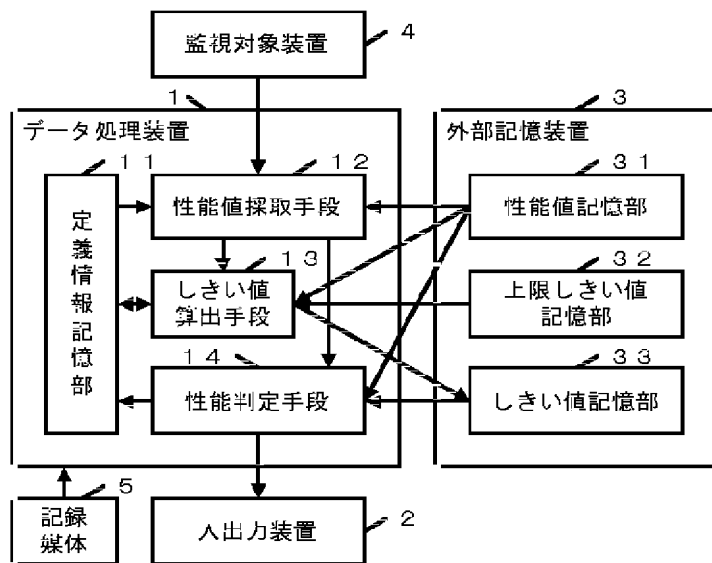 監視対象装置
４
１
３
データ処理装置
外部記憶装置
１１
１２
３１
性能値採取手段
性能値記憶部
定義情報記憶部
１３
３２
しきい値
算出手段
上限しきい値
記憶部
１４
３３
性能判定手段
しきい値記憶部
５
記録
媒体
入出力装置
２